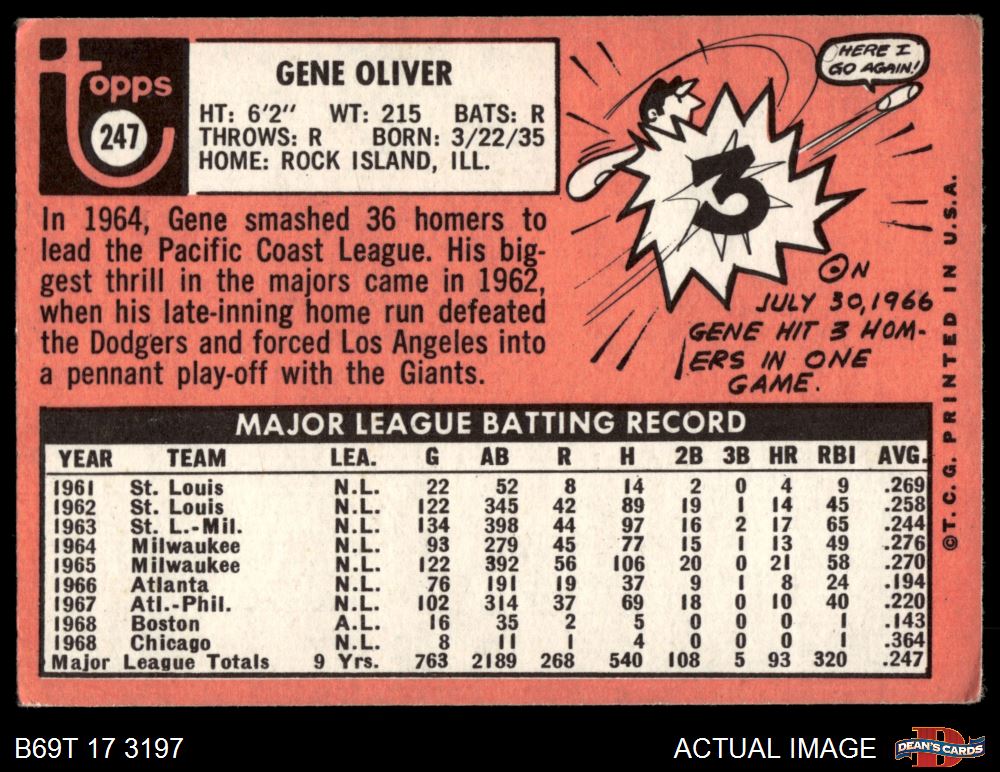 Topps
247
GENE OLIVER
HT: 6'2" WT: 215 BATS: R
THROWS: R BORN: 3/22/35
HOME: ROCK ISLAND, ILL.
In 1964, Gene smashed 36 homers to
lead the Pacific Coast League. His big-
gest thrill in the majors came in 1962,
when his late-inning home run defeated
the Dodgers and forced Los Angeles into
a pennant play-off with the Giants.
HERE I
GO AGAIN!
3
ON
JULY 30, 1966
GENE HIT 3 HOM-
ERS IN ONE
GAME.
©T.C.G. PRINTED IN U.S.A.
MAJOR LEAGUE BATTING RECORD
YEAR TEAM LEA. G AB R H 2B 3B HR RBI AVG.
1961 St. Louis N.L. 22 52 8 14 2 0 4 9 .269
1962 St. Louis N.L. 122 345 42 89 19 1 14 45 .258
1963 St. L.-Mil. N.L. 134 398 44 97 16 2 17 65 .244
1964 Milwaukee N.L. 93 279 45 77 15 1 13 49 .276
1965 Milwaukee N.L. 122 392 56 106 20 0 21 58 .270
1966 Atlanta N.L. 76 191 19 37 9 1 8 24 .194
1967 Atl.-Phil. N.L. 102 314 37 69 18 0 10 40 .220
1968 Boston A.L. 16 35 2 5 0 0 0 1 .143
1968 Chicago N.L. 8 11 1 4 0 0 0 1 .364
Major League Totals 9 Yrs. 763 2189 268 540 108 5 93 320 .247
B69T 17 3197
ACTUAL IMAGE
DEAN'S CARDS